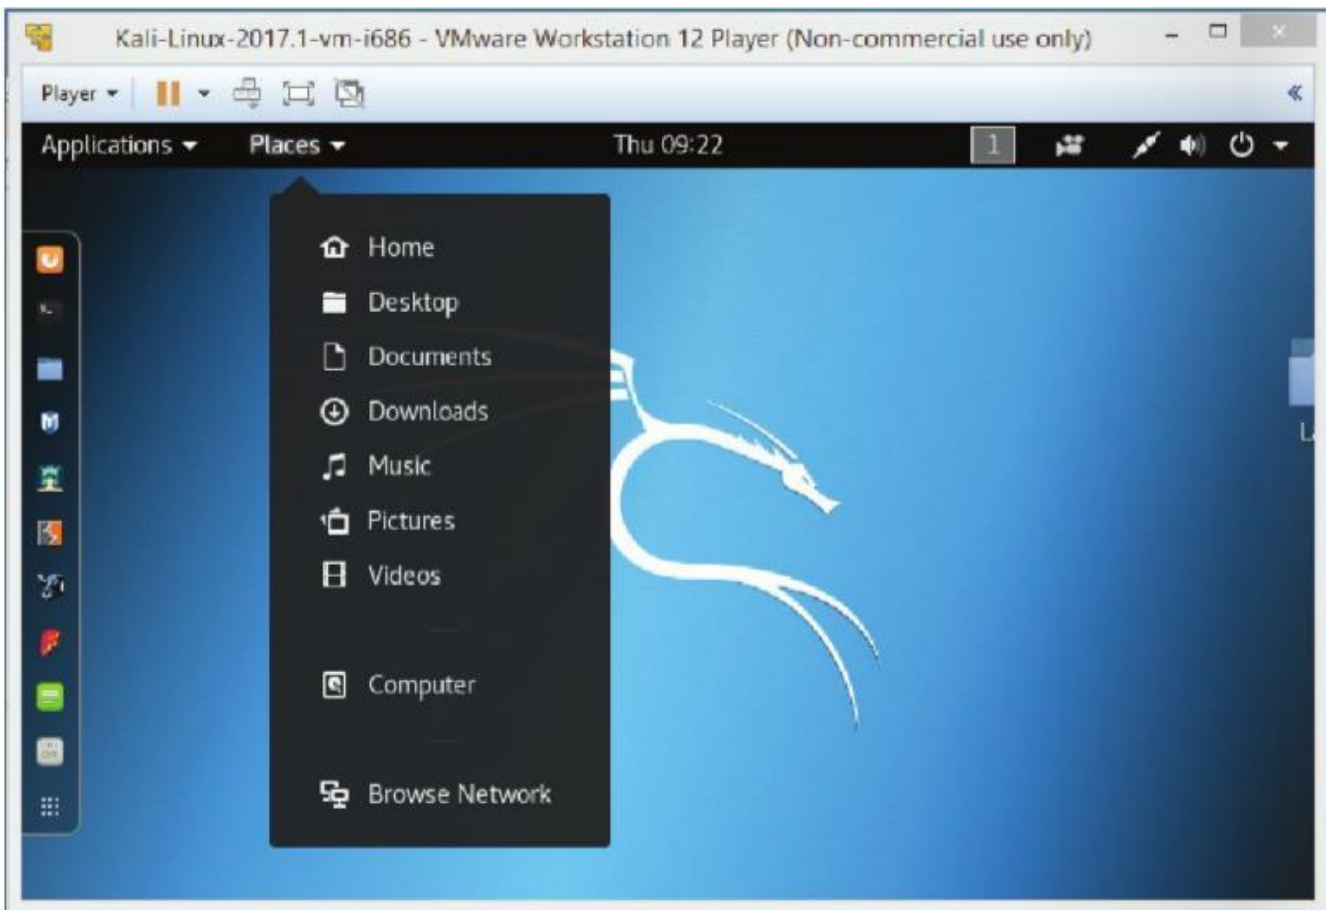 Kali-Linux-2017.1-vm-i686 - VMware Workstation 12 Player (Non-commercial use only)
Player
Applications Places Thu 09:22 1
Home
Desktop
Documents
Downloads
Music
Pictures
Videos
Computer
Browse Network